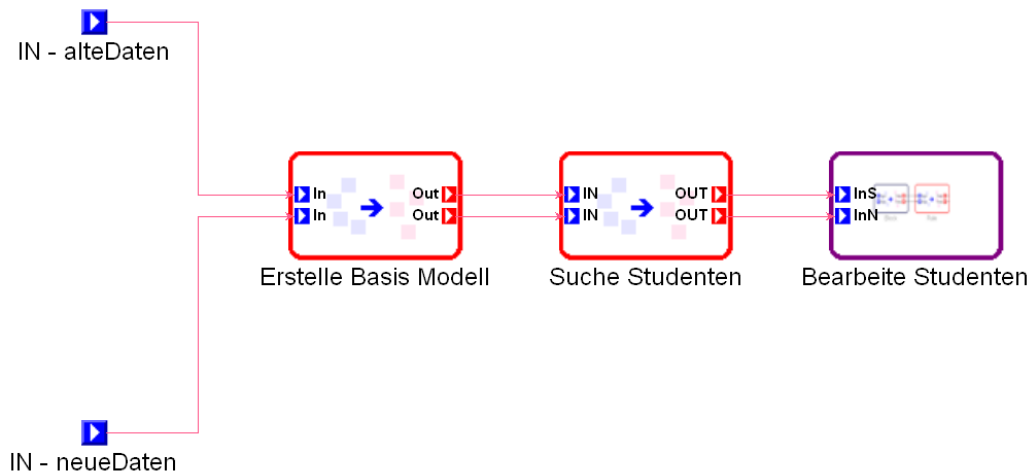 IN - alteDaten
In Out IN OUT InS
In Out IN OUT InN
Erstelle Basis Modell Suche Studenten Bearbeite Studenten
IN - neueDaten